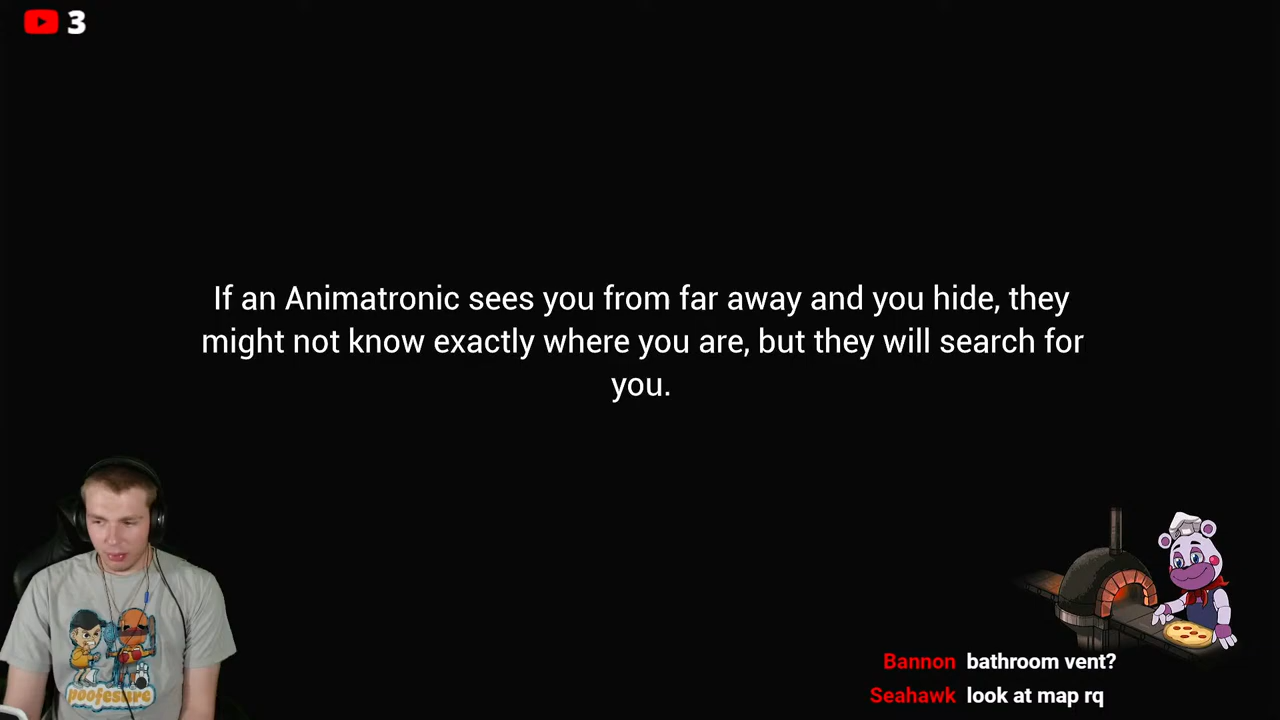 3
If an Animatronic sees you from far away and you hide, they
might not know exactly where you are, but they will search for
you.
poofesure
Bannon bathroom vent?
Seahawk look at map rq